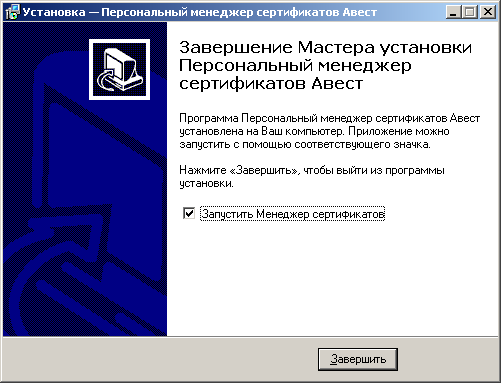 Установка — Персональный менеджер сертификатов Авест
Завершение Мастера установки
Персональный менеджер
сертификатов Авест
Программа Персональный менеджер сертификатов Авест
установлена на Ваш компьютер. Приложение можно
запустить с помощью соответствующего значка.
Нажмите «Завершить», чтобы выйти из программы
установки.
Запустить Менеджер сертификатов
Завершить